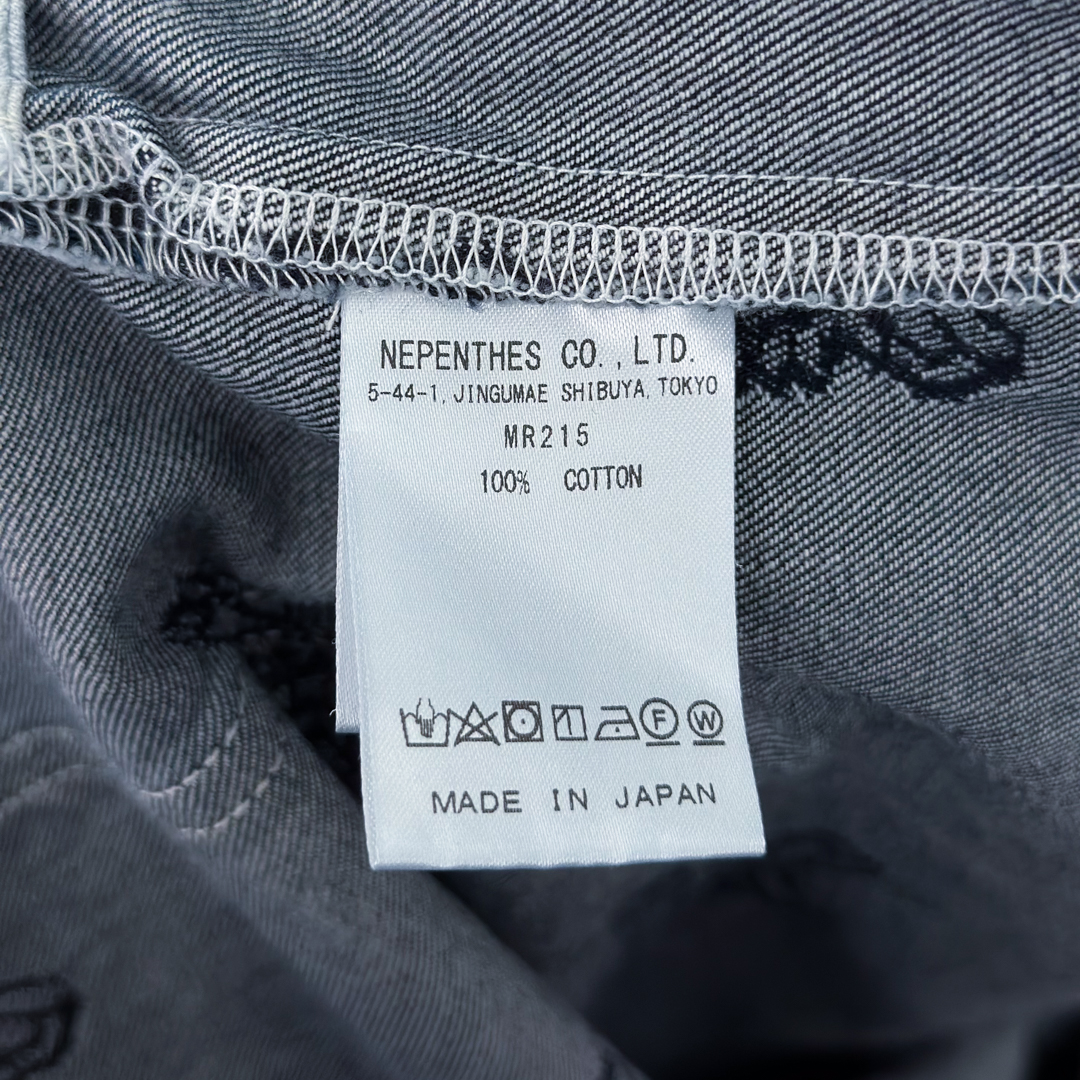 NEPENTHES CO.,LTD.
5-44-1, JINGUMAE SHIBUYA, TOKYO
MR215
100% COTTON
F W
MADE IN JAPAN